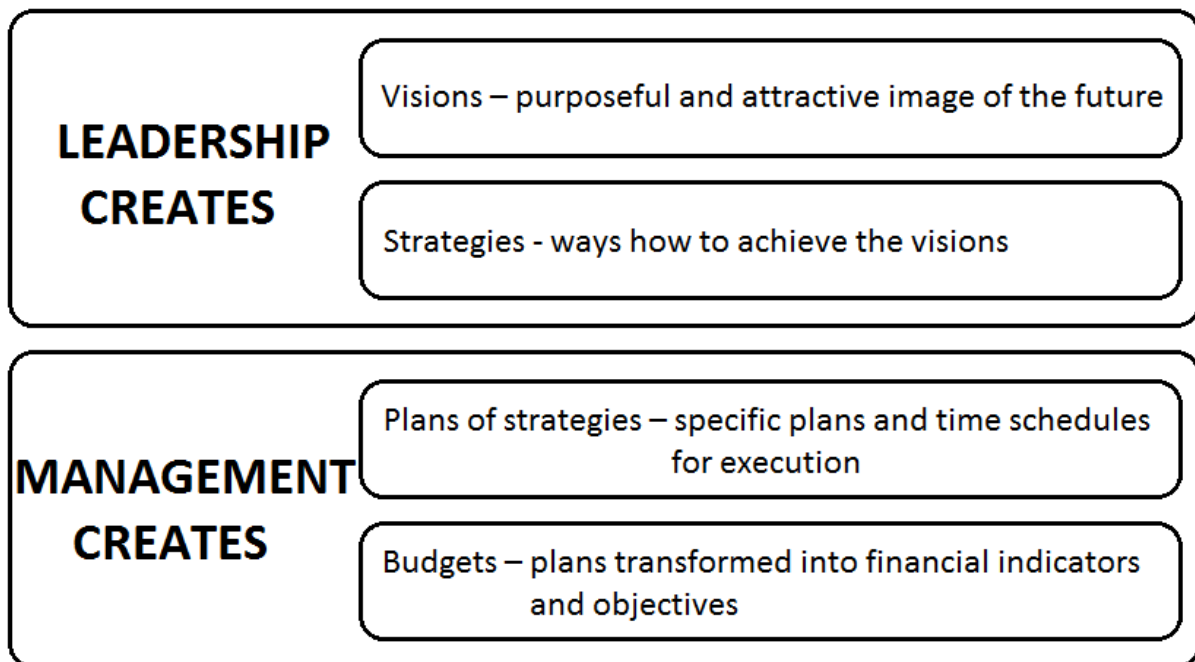 LEADERSHIP
CREATES
Visions – purposeful and attractive image of the future
Strategies - ways how to achieve the visions
MANAGEMENT
CREATES
Plans of strategies – specific plans and time schedules
for execution
Budgets – plans transformed into financial indicators
and objectives